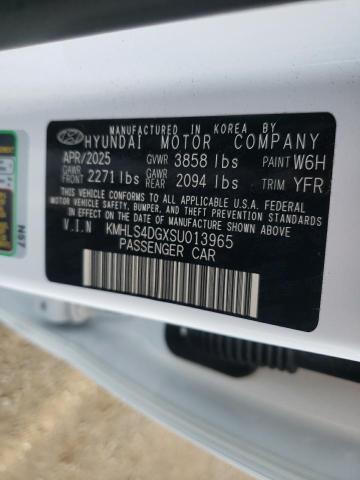 MANUFACTURED IN KOREA BY
HYUNDAI MOTOR COMPANY
APR/2025 GVWR 3858 lbs PAINT W6H
GAWR FRONT 2271 lbs GAWR REAR 2094 lbs TRIM YFR
THIS VEHICLE CONFORMS TO ALL APPLICABLE U.S.A FEDERAL
MOTOR VEHICLE SAFETY, BUMPER, AND THEFT PREVENTION
STANDARDS IN EFFECT ON THE DATE OF MANUFACTURE SHOWN ABOVE
V.I.N KMHLS4DGXSU013965
PASSENGER CAR
N57